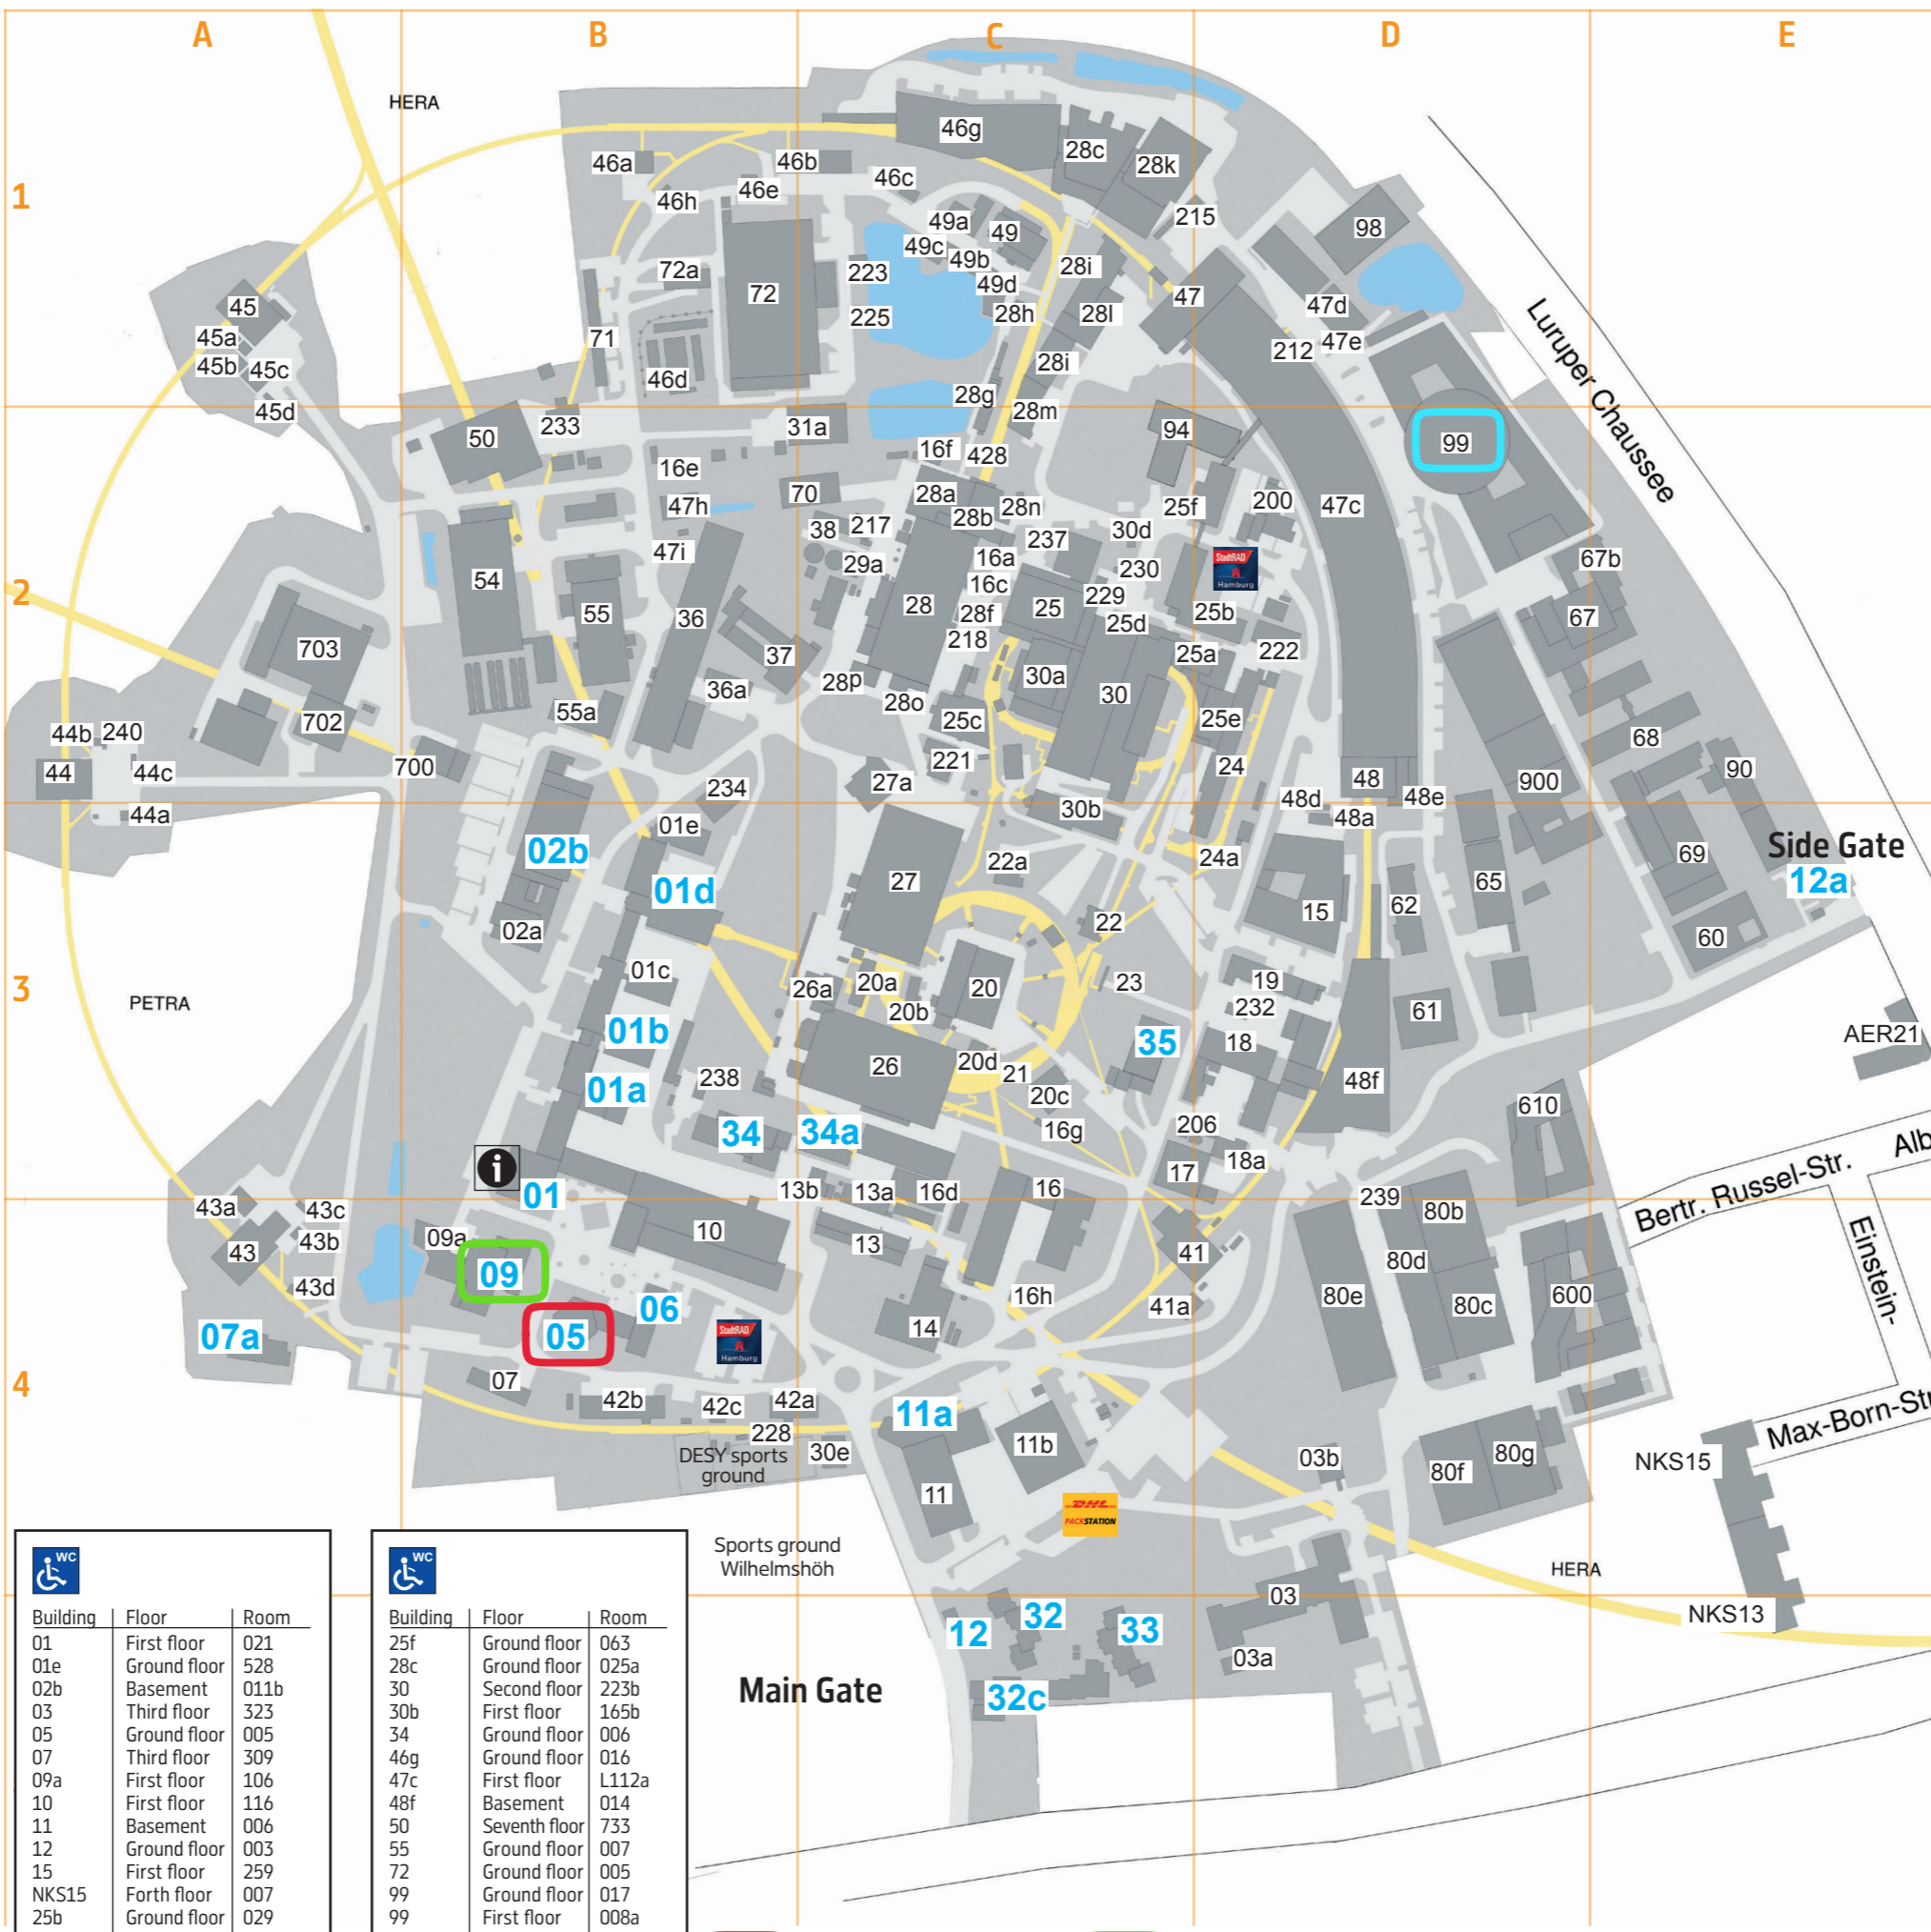 A
B
C
D
E
HERA
46g
28c
28k
46a
46b
46c
46e
1
46h
49a
49
215
98
49c
49b
28i
72a
223
49d
47
72
45
28h
28l
47d
225
45a
71
47e
212
45b
45c
46d
28i
Luruper Chaussee
28g
45d
28m
233
31a
94
50
99
16f
428
16e
70
28a
200
47h
28n
25f
47c
28b
38
217
30d
237
47i
16a
StadtRAD
Hamburg
67b
29a
230
54
16c
2
229
28
25
55
28f
25b
67
36
25d
218
703
222
37
25a
30a
28p
36a
30
28o
55a
25c
25e
702
44b
240
68
221
24
700
44
44c
27a
48
900
90
234
48d
48e
30b
44a
48a
01e
Side Gate
02b
24a
22a
69
27
12a
01d
65
62
15
22
02a
60
01c
20a
23
19
3
26a
20
PETRA
20b
232
61
01b
AER21
35
18
26
20d
21
238
48f
01a
20c
610
206
34
34a
16g
Alb
18a
i
17
Bertr. Russel-Str.
13b
13a
16d
16
01
239
43a
43c
80b
10
09a
43b
13
43
41
80d
09
Einstein-
43d
16h
80e
600
06
41a
80c
07a
05
14
StadtRAD
Hamburg
07
4
42b
42c
42a
11a
Max-Born-Str
228
DESY sports
ground
30e
11b
03b
80g
NKS15
80f
11
DHL
PACKSTATION
Sports ground
Wilhelmshöh
HERA
03
NKS13
32
12
33
03a
Main Gate
32c
WC
Building Floor Room
01 First floor 021
01e Ground floor 528
02b Basement 011b
03 Third floor 323
05 Ground floor 005
07 Third floor 309
09a First floor 106
10 First floor 116
11 Basement 006
12 Ground floor 003
15 First floor 259
NKS15 Forth floor 007
25b Ground floor 029
WC
Building Floor Room
25f Ground floor 063
28c Ground floor 025a
30 Second floor 223b
30b First floor 165b
34 Ground floor 006
46g Ground floor 016
47c First floor L112a
48f Basement 014
50 Seventh floor 733
55 Ground floor 007
72 Ground floor 005
99 Ground floor 017
99 First floor 008a